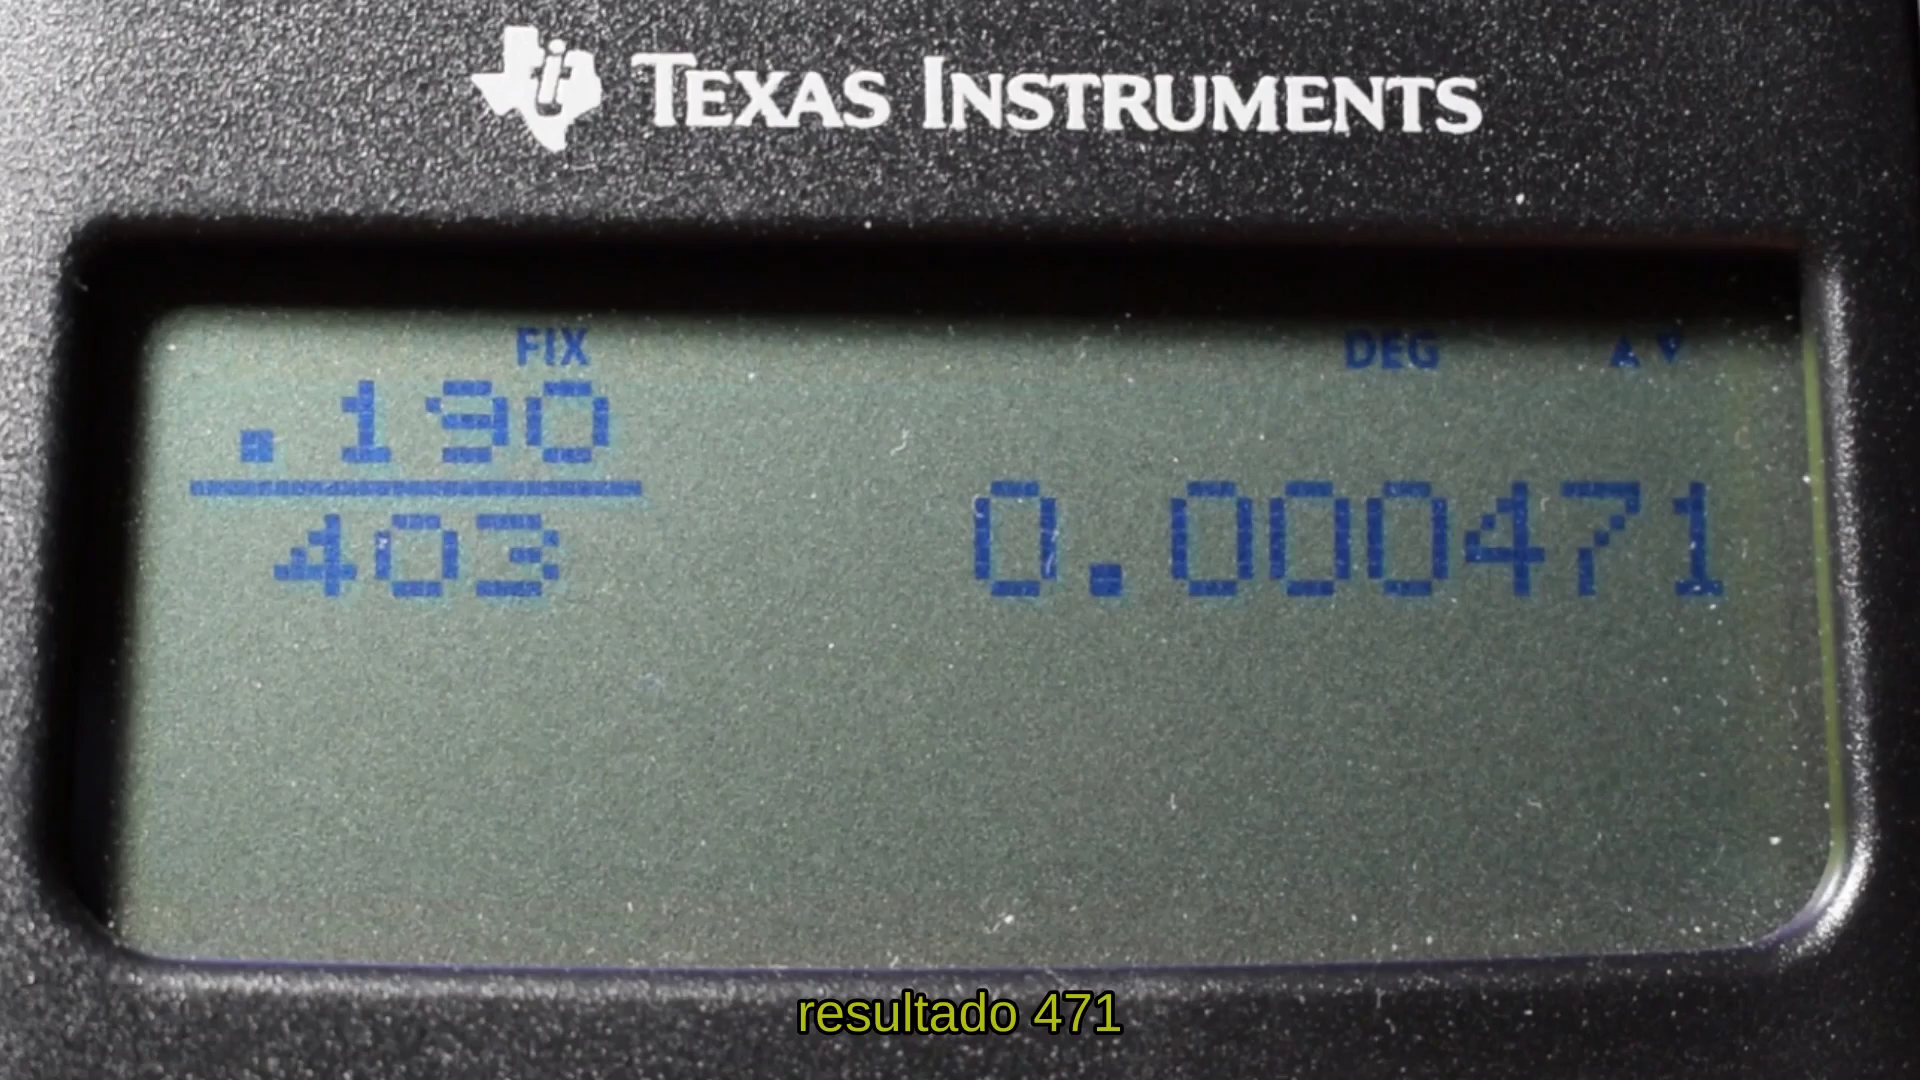 TEXAS INSTRUMENTS
FIX DEG ▲▼
.190
403
0.000471
resultado 471